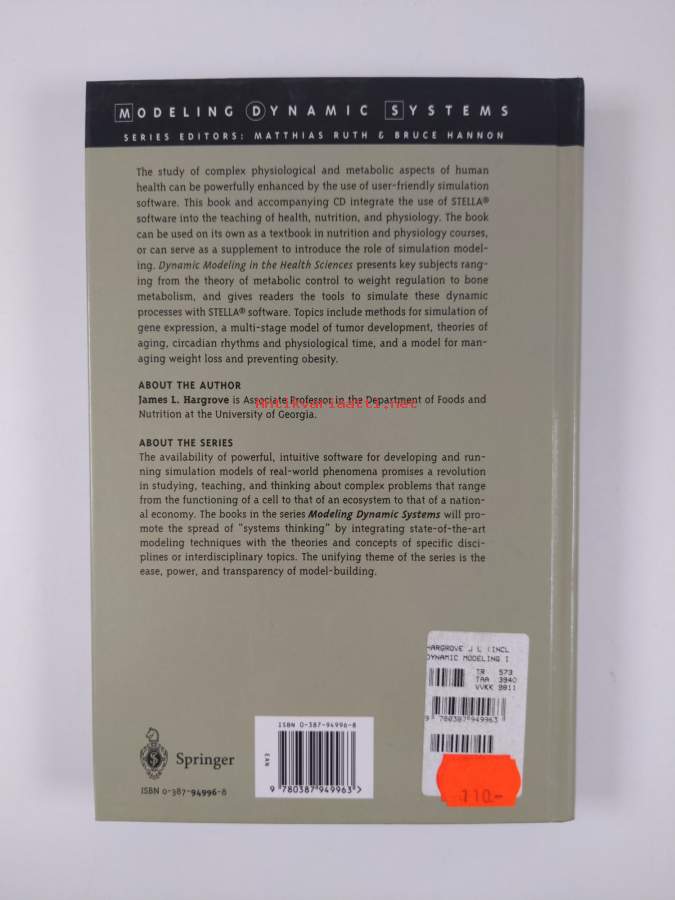 MODELING DYNAMIC SYSTEMS
SERIES EDITORS: MATTHIAS RUTH & BRUCE HANNON
The study of complex physiological and metabolic aspects of human
health can be powerfully enhanced by the use of user-friendly simulation
software. This book and accompanying CD integrate the use of STELLA®
software into the teaching of health, nutrition, and physiology. The book
can be used on its own as a textbook in nutrition and physiology courses,
or can serve as a supplement to introduce the role of simulation model-
ing. Dynamic Modeling in the Health Sciences presents key subjects rang-
ing from the theory of metabolic control to weight regulation to bone
metabolism, and gives readers the tools to simulate these dynamic
processes with STELLA® software. Topics include methods for simulation of
gene expression, a multi-stage model of tumor development, theories of
aging, circadian rhythms and physiological time, and a model for man-
aging weight loss and preventing obesity.
ABOUT THE AUTHOR
James L. Hargrove is Associate Professor in the Department of Foods and
Antikvariaatti.net
Nutrition at the University of Georgia.
ABOUT THE SERIES
The availability of powerful, intuitive software for developing and run-
ning simulation models of real-world phenomena promises a revolution
in studying, teaching, and thinking about complex problems that range
from the functioning of a cell to that of an ecosystem to that of a nation-
al economy. The books in the series Modeling Dynamic Systems will pro-
mote the spread of "systems thinking" by integrating state-of-the-art
modeling techniques with the theories and concepts of specific disci-
plines or interdisciplinary topics. The unifying theme of the series is the
ease, power, and transparency of model-building.
HARGROVE J L (INCL
DYNAMIC MODELING I
TR 573
TAA 3940
VVKK 9811
9 780387 949963
ISBN 0-387-94996-8
EAN
9 780387 949963 >
Springer
ISBN 0-387-94996-8
110.-